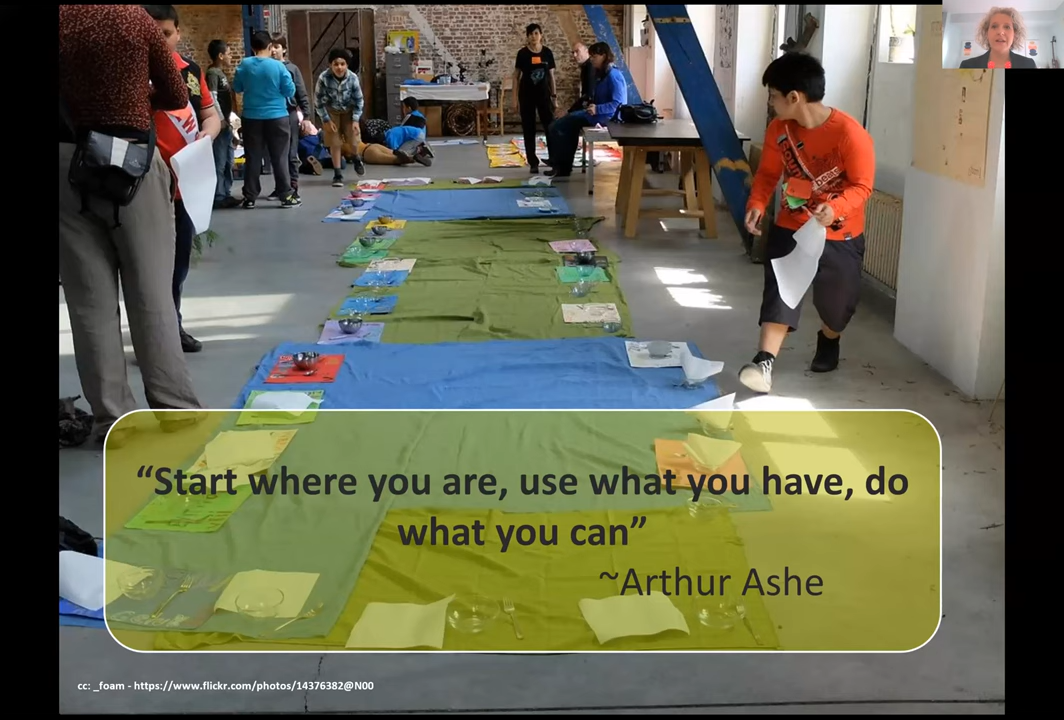 “Start where you are, use what you have, do
what you can”
~Arthur Ashe
cc: _foam - https://www.flickr.com/photos/14376382@N00